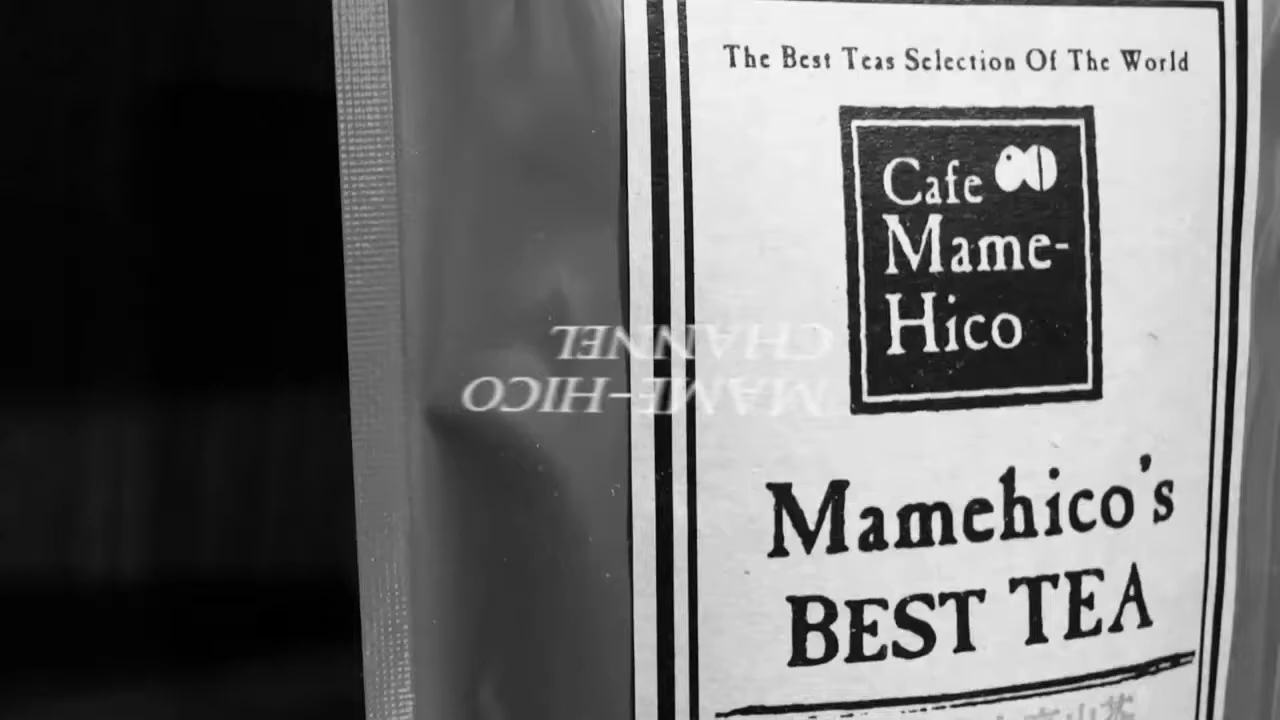 The Best Teas Selection Of The World
Cafe
Mame-
Hico
MAME-HICO
CHANNEL
Mamehico's
BEST TEA